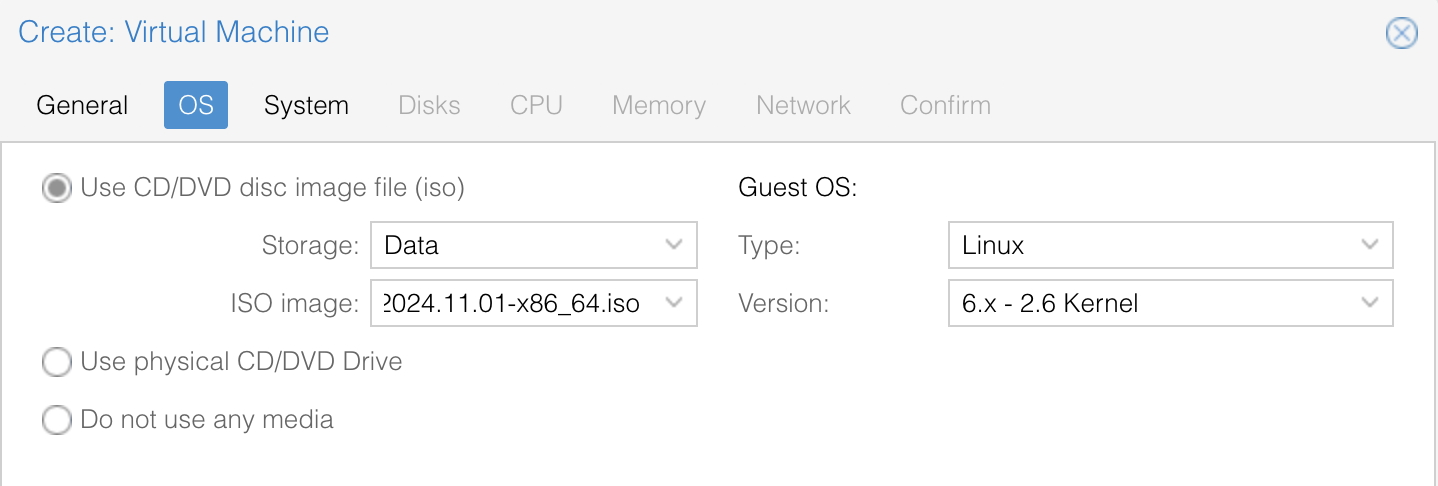 Create: Virtual Machine
General OS System Disks CPU Memory Network Confirm
Use CD/DVD disc image file (iso)
Storage: Data
ISO image: 2024.11.01-x86_64.iso
Use physical CD/DVD Drive
Do not use any media
Guest OS:
Type: Linux
Version: 6.x - 2.6 Kernel